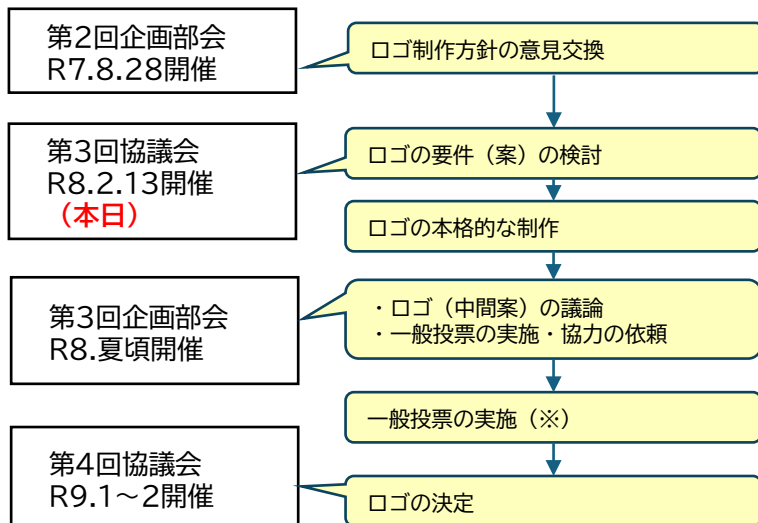 第2回企画部会
R7.8.28開催
ロゴ制作方針の意見交換
第3回協議会
R8.2.13開催
（本日）
ロゴの要件（案）の検討
ロゴの本格的な制作
第3回企画部会
R8.夏頃開催
・ロゴ（中間案）の議論
・一般投票の実施・協力の依頼
一般投票の実施（※）
第4回協議会
R9.1～2開催
ロゴの決定